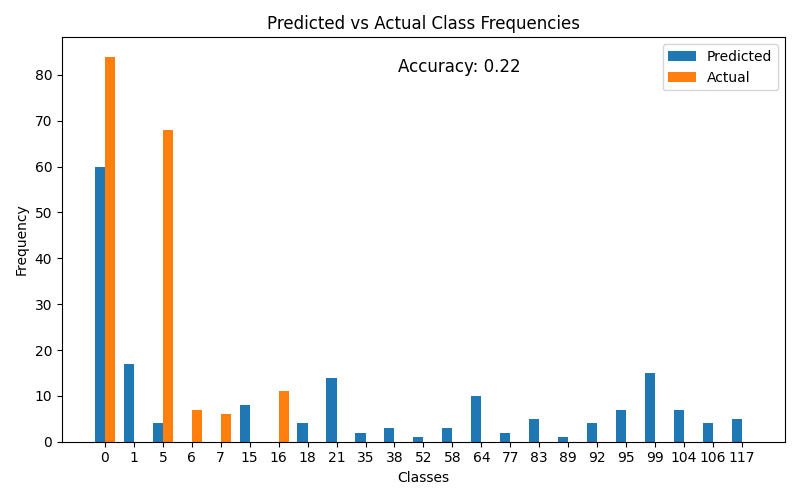 Predicted vs Actual Class Frequencies
Accuracy: 0.22
Predicted
Actual
Frequency
80
70
60
50
40
30
20
10
0
0 1 5 6 7 15 16 18 21 35 38 52 58 64 77 83 89 92 95 99 104 106 117
Classes